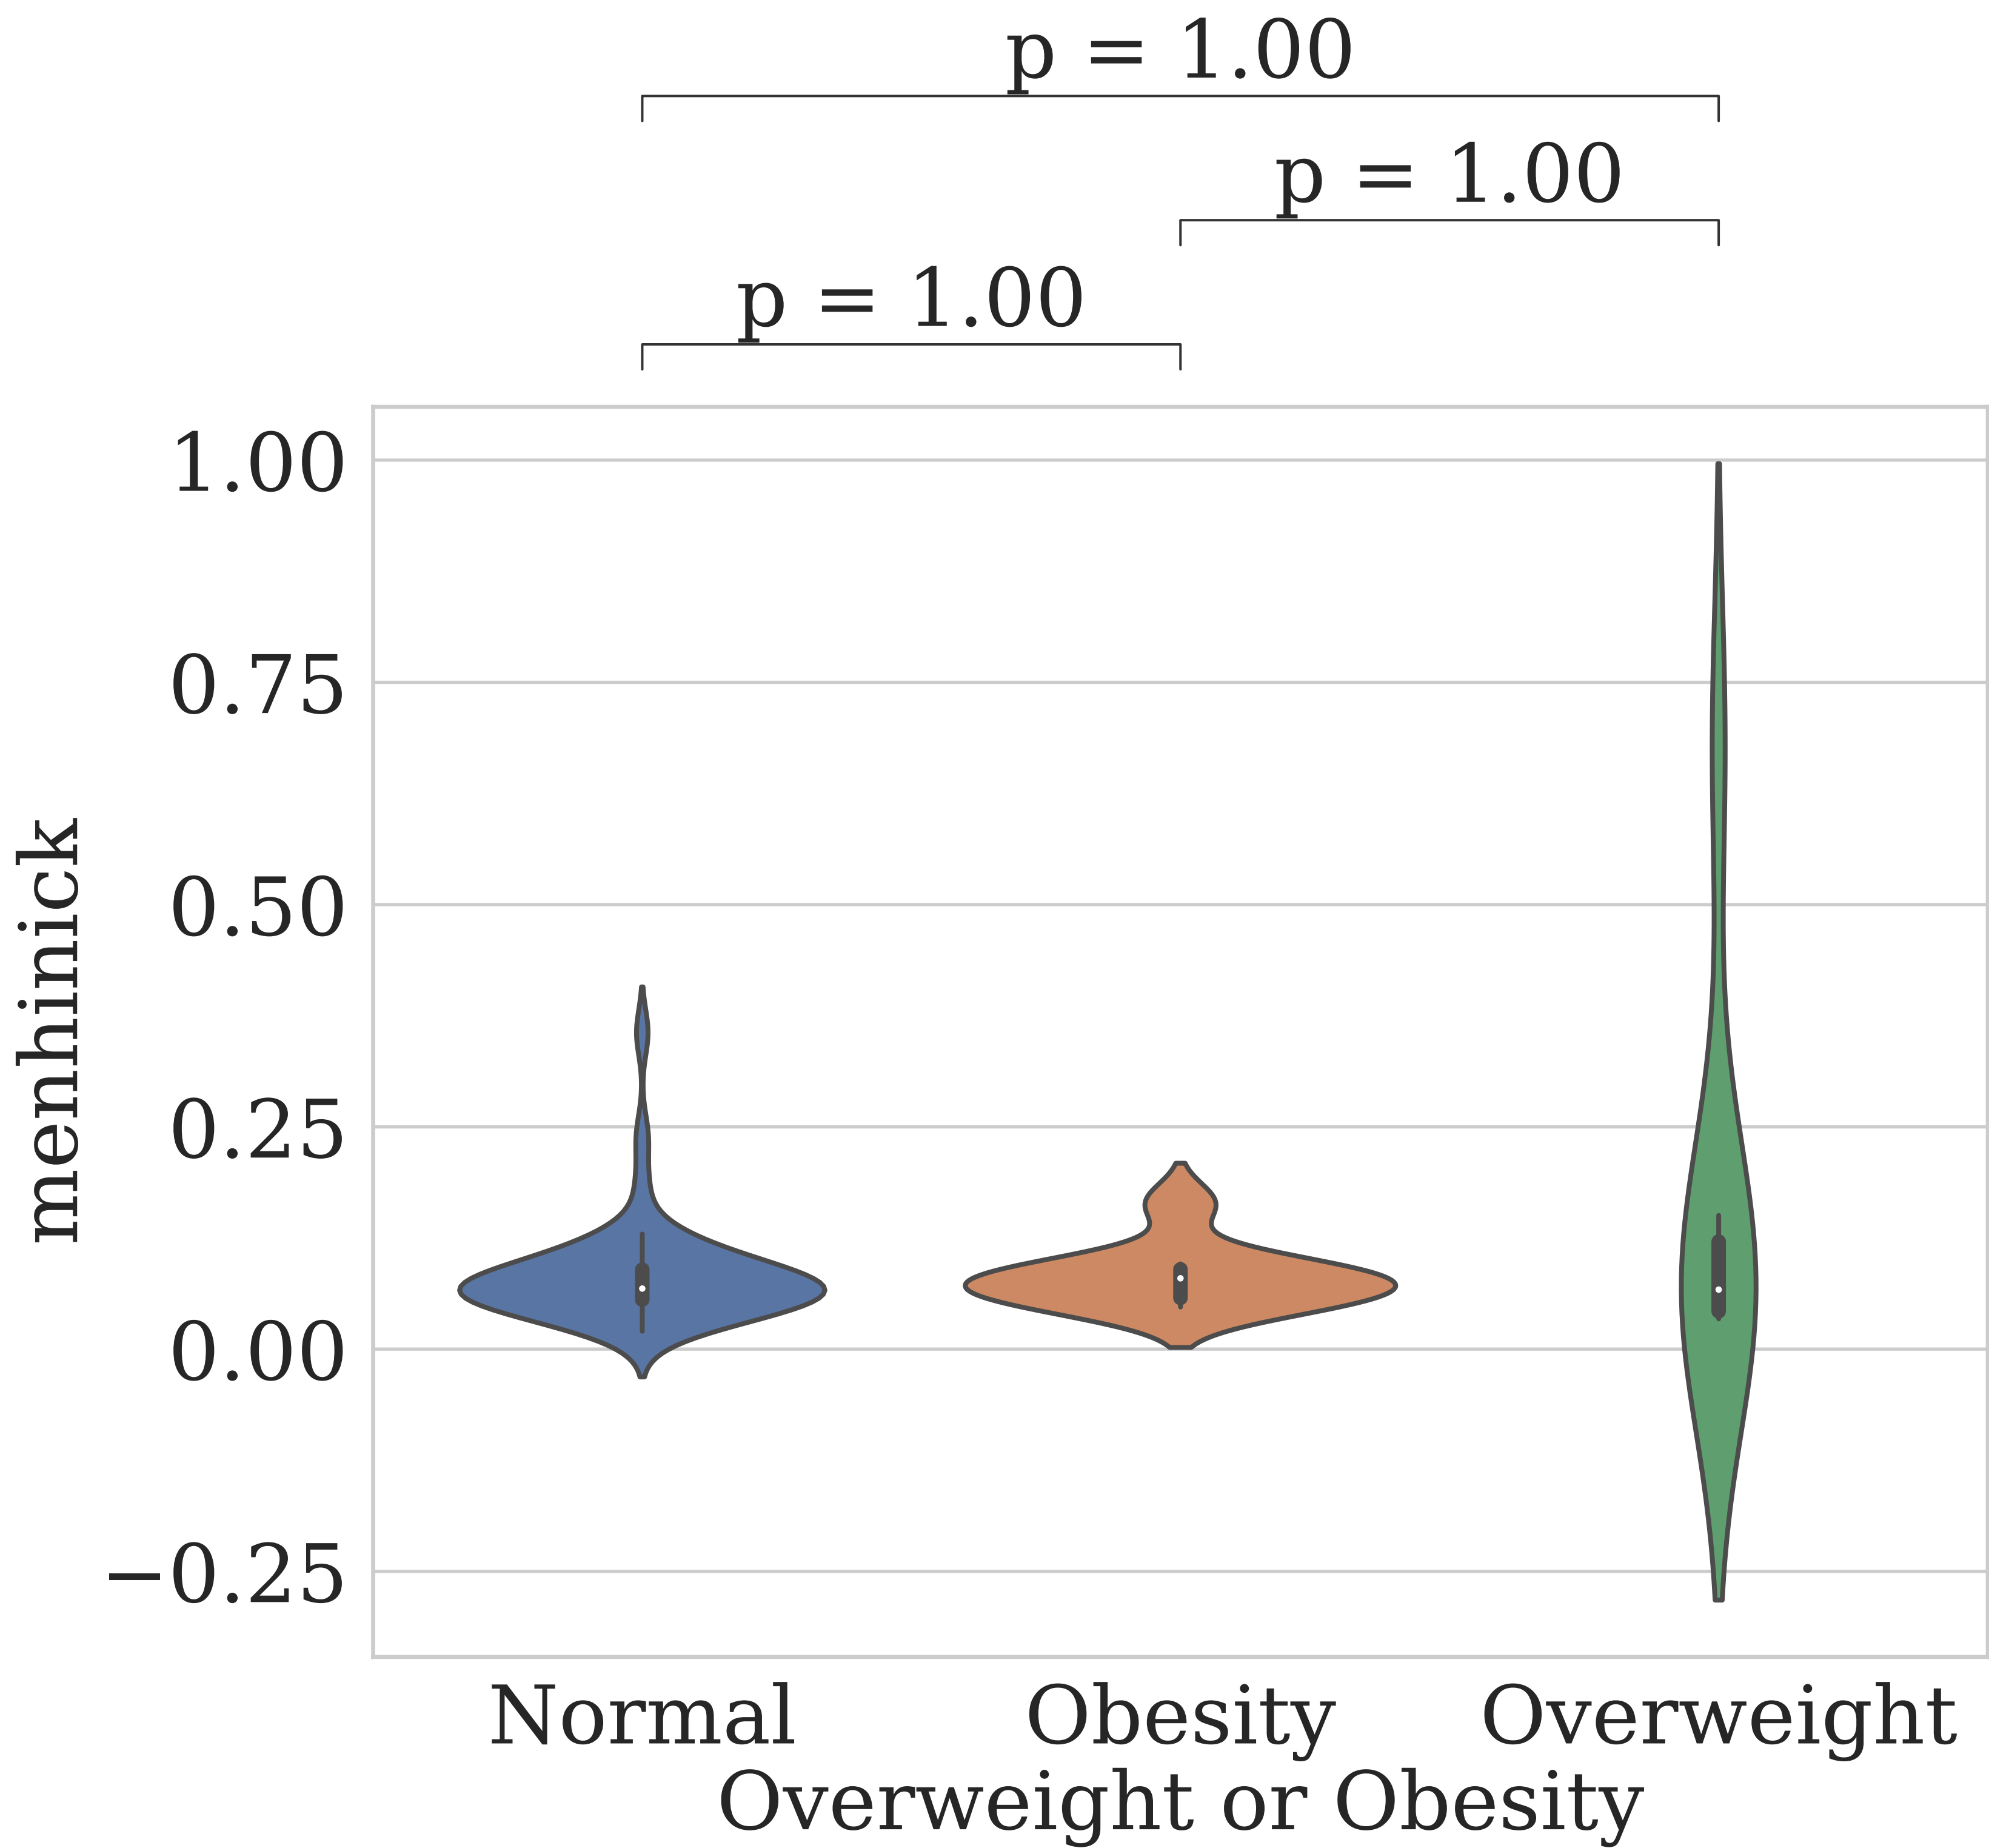 p = 1.00
p = 1.00
p = 1.00
1.00
0.75
0.50
0.25
0.00
−0.25
menhinick
Normal
Obesity
Overweight
Overweight or Obesity